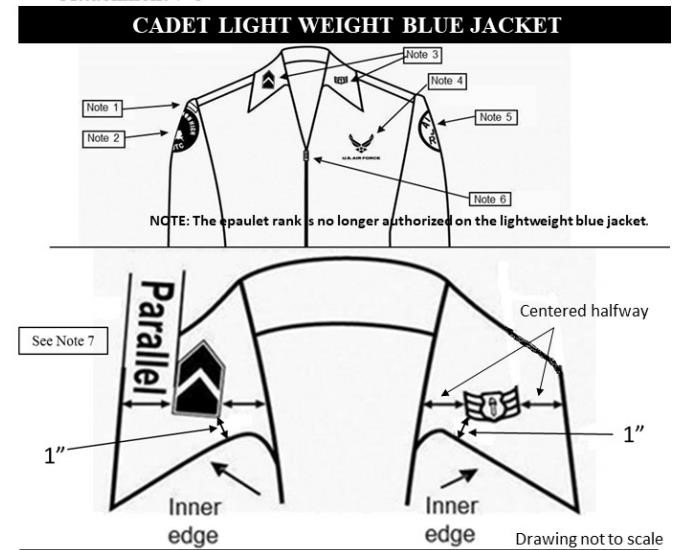 CADET LIGHT WEIGHT BLUE JACKET
Note 3
Note 4
Note 1
Note 5
Note 2
U.S. AIR FORCE
Note 6
NOTE: The epaulet rank is no longer authorized on the lightweight blue jacket.
Parallel
Centered halfway
See Note 7
1”
1”
Inner
edge
Inner
edge
Drawing not to scale